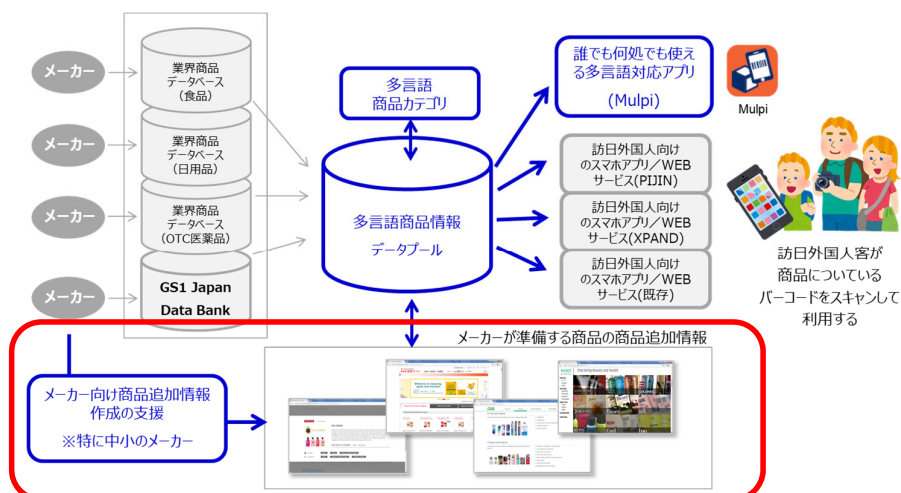 メーカー
業界商品
データベース
（食品）
メーカー
業界商品
データベース
（日用品）
メーカー
業界商品
データベース
（OTC医薬品）
メーカー
GS1 Japan
Data Bank
多言語
商品カテゴリ
多言語商品情報
データプール
誰でも何処でも使え
る多言語対応アプリ
(Mulpi)
Mulpi
訪日外国人向け
のスマホアプリ／WEB
サービス(PIJIN)
訪日外国人向け
のスマホアプリ／WEB
サービス(XPAND)
訪日外国人向け
のスマホアプリ／WEB
サービス(既存)
訪日外国人客が
商品についている
バーコードをスキャンして
利用する
メーカーが準備する商品の商品追加情報
メーカー向け商品追加情報
作成の支援
※特に中小のメーカー